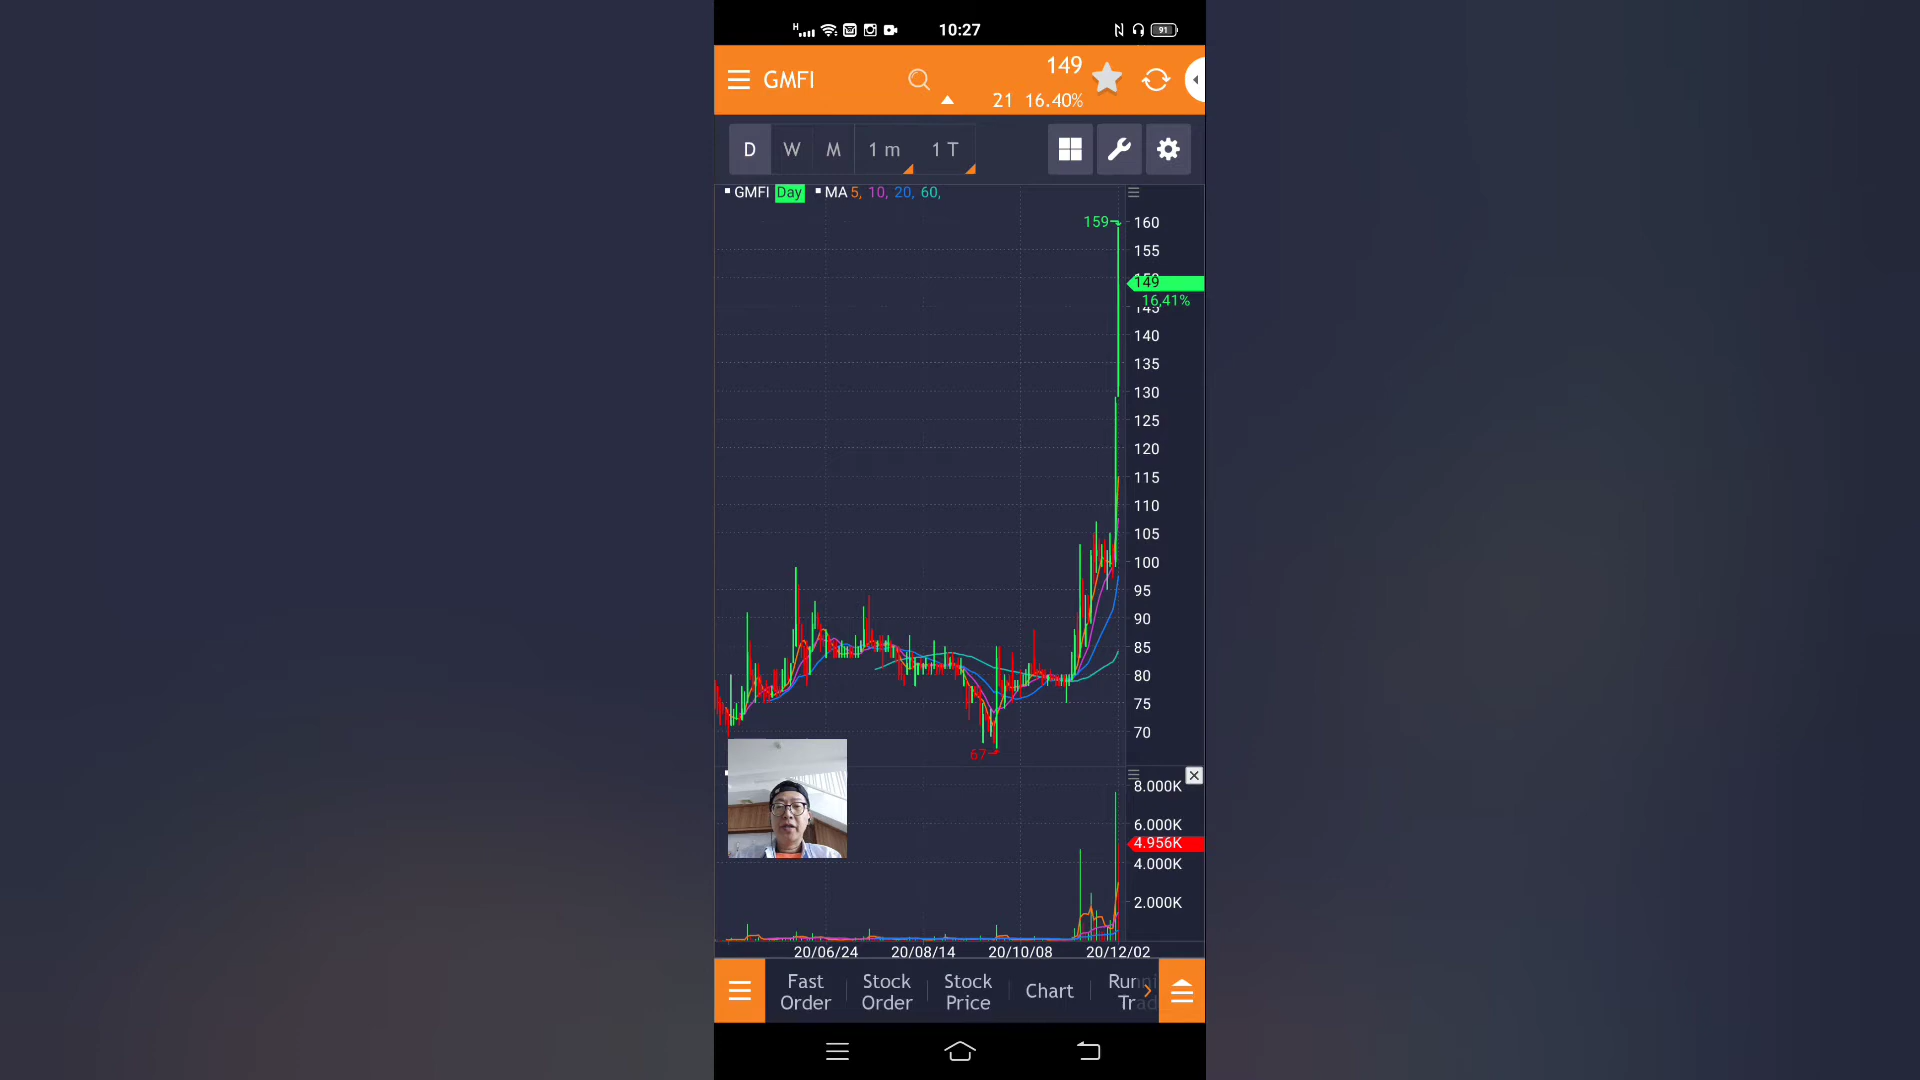 H 10:27 91
GMFI 149
21 16.40%
D W M 1 m 1 T
GMFI Day MA 5, 10, 20, 60,
159 160
155
149
16,41%
145
140
135
130
125
120
115
110
105
100
95
90
85
80
75
70
67
8.000K
6.000K
4.956K
4.000K
2.000K
20/06/24 20/08/14 20/10/08 20/12/02
Fast Order Stock Order Stock Price Chart